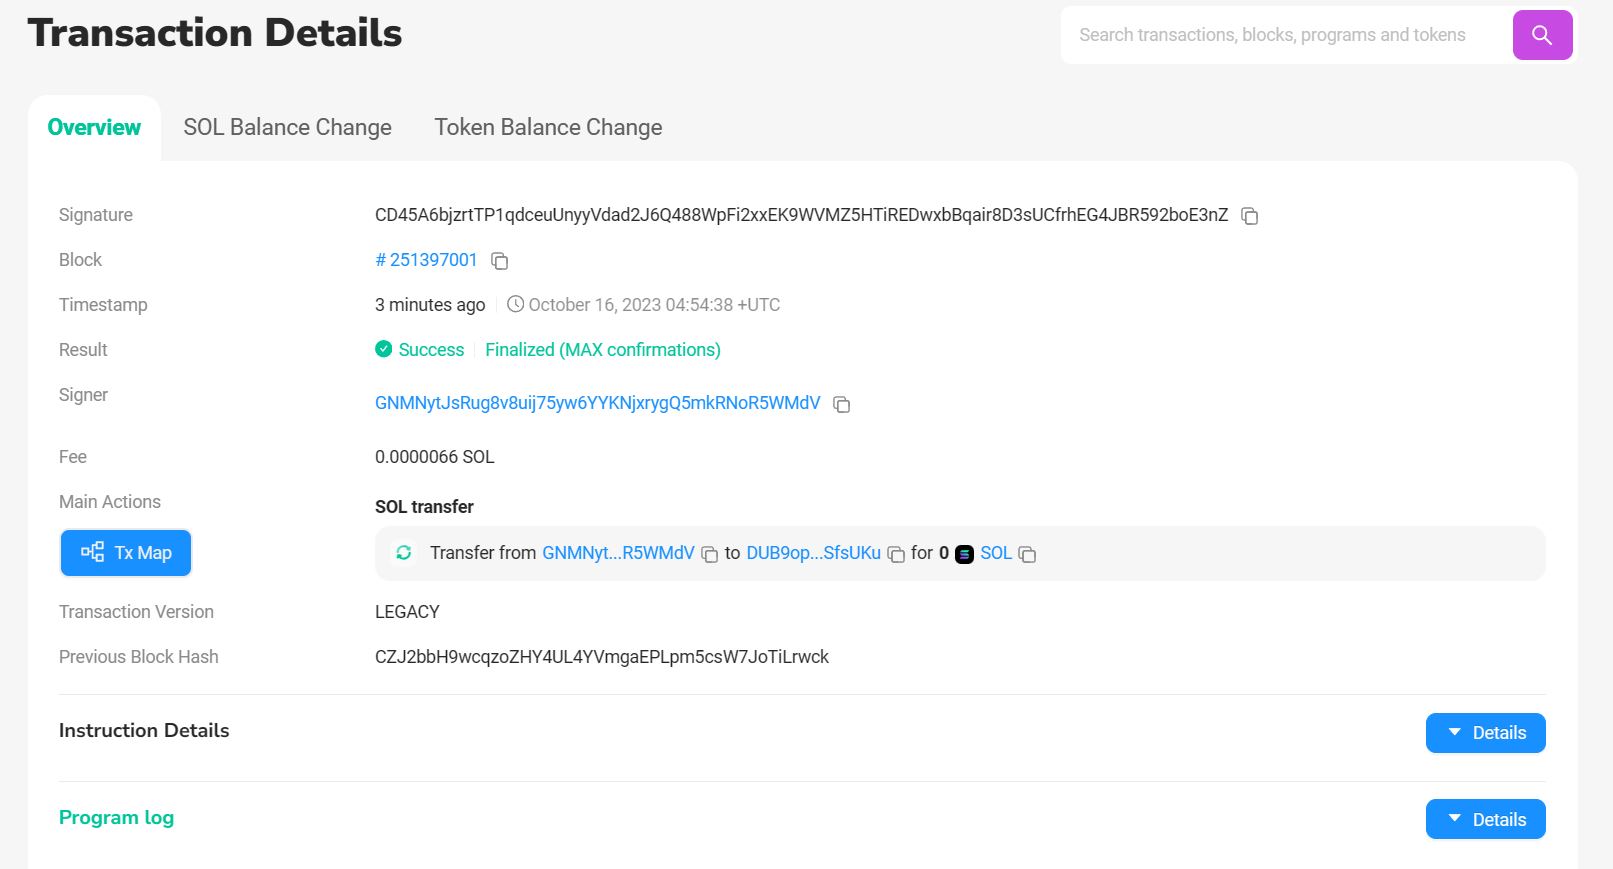 Transaction Details
Search transactions, blocks, programs and tokens
Overview SOL Balance Change Token Balance Change
Signature CD45A6bjzrtTP1qdceuUnyyVdad2J6Q488WpFi2xxEK9WVMZ5HTiREDwxbBqair8D3sUCfrhEG4JBR592boE3nZ
Block # 251397001
Timestamp 3 minutes ago October 16, 2023 04:54:38 +UTC
Result Success Finalized (MAX confirmations)
Signer GNMNytJsRug8v8uij75yw6YYKNjxrygQ5mkRNoR5WMdV
Fee 0.0000066 SOL
Main Actions SOL transfer
Tx Map Transfer from GNMNyt...R5WMdV to DUB9op...SfsUKu for 0 SOL
Transaction Version LEGACY
Previous Block Hash CZJ2bbH9wcqzoZHY4UL4YVmgaEPLpm5csW7JoTiLrwck
Instruction Details Details
Program log Details